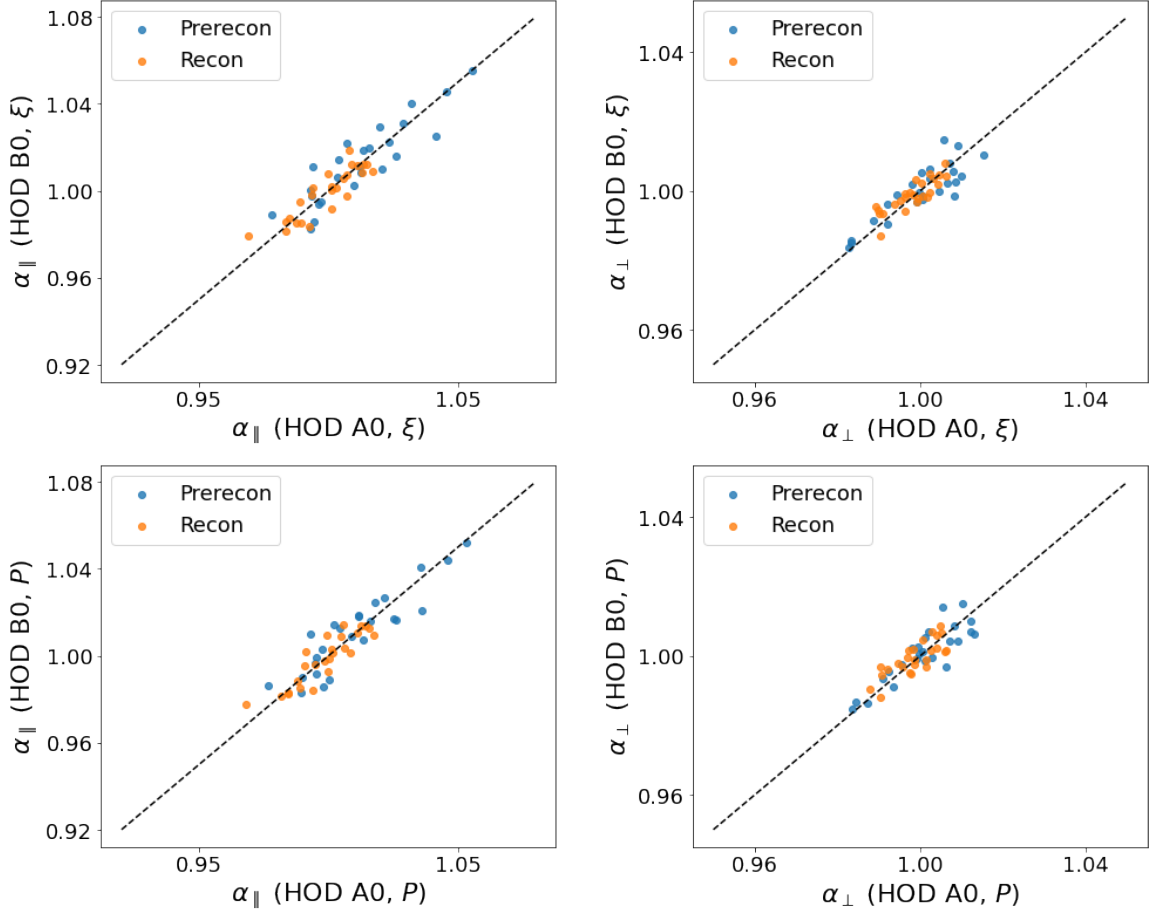 1.08
1.04
1.00
0.96
0.92
α∥ (HOD B0, ξ)
Prerecon
Recon
0.95
1.05
α∥ (HOD A0, ξ)
1.04
1.00
0.96
α⊥ (HOD B0, ξ)
Prerecon
Recon
0.96
1.00
1.04
α⊥ (HOD A0, ξ)
1.08
1.04
1.00
0.96
0.92
α∥ (HOD B0, P)
Prerecon
Recon
0.95
1.05
α∥ (HOD A0, P)
1.04
1.00
0.96
α⊥ (HOD B0, P)
Prerecon
Recon
0.96
1.00
1.04
α⊥ (HOD A0, P)